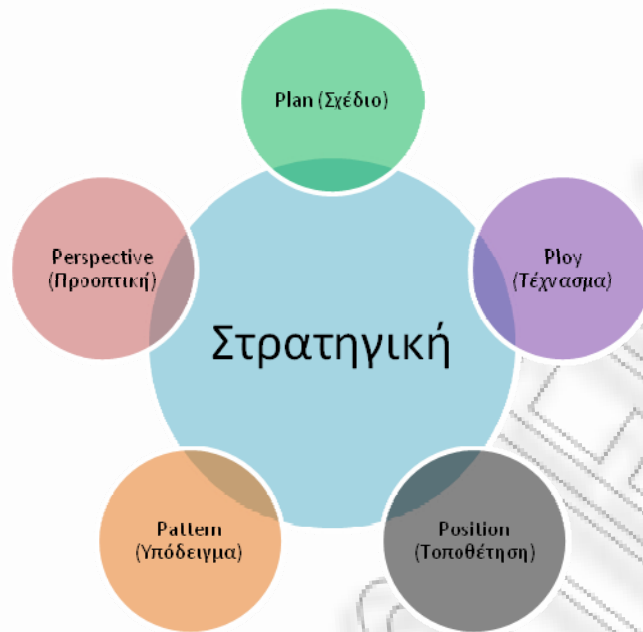 Plan (Σχέδιο)
Perspective
(Προοπτική)
Ploy
(Τέχνασμα)
Στρατηγική
Pattern
(Υπόδειγμα)
Position
(Τοποθέτηση)